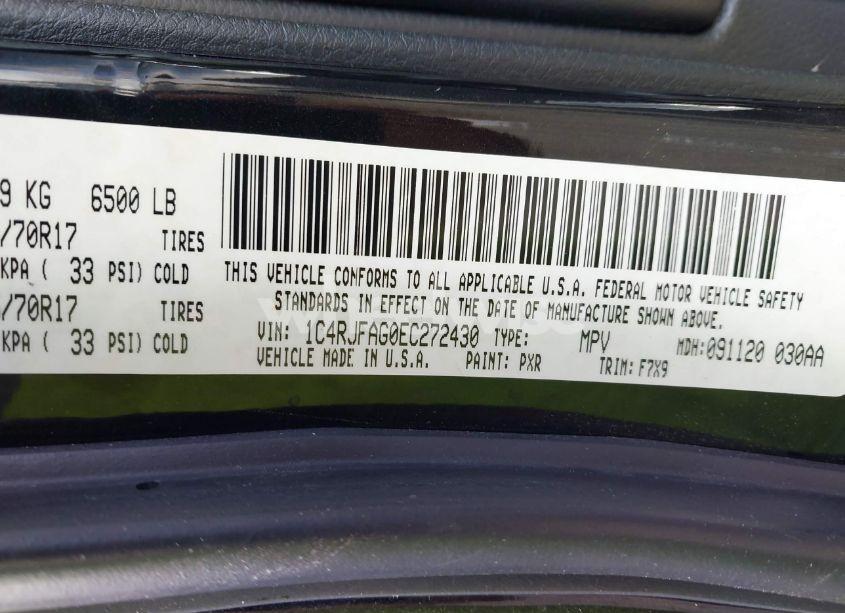 9 KG 6500 LB
/70R17 TIRES
KPA ( 33 PSI) COLD
/70R17 TIRES
KPA ( 33 PSI) COLD
THIS VEHICLE CONFORMS TO ALL APPLICABLE U.S.A. FEDERAL MOTOR VEHICLE SAFETY
STANDARDS IN EFFECT ON THE DATE OF MANUFACTURE SHOWN ABOVE.
VIN: 1C4RJFAG0EC272430 TYPE: MPV MDH:091120 030AA
VEHICLE MADE IN U.S.A. PAINT: PXR TRIM: F7X9